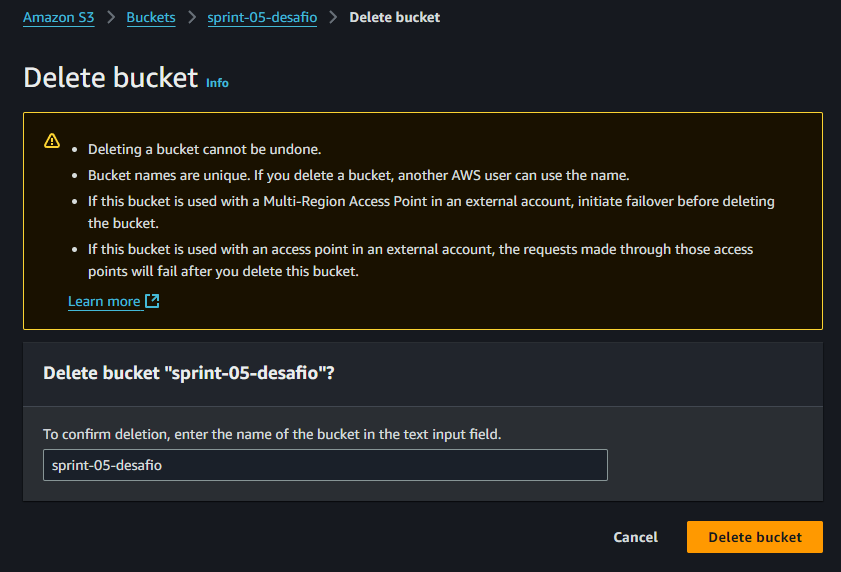 Amazon S3 > Buckets > sprint-05-desafio > Delete bucket
Delete bucket Info
• Deleting a bucket cannot be undone.
• Bucket names are unique. If you delete a bucket, another AWS user can use the name.
• If this bucket is used with a Multi-Region Access Point in an external account, initiate failover before deleting
the bucket.
• If this bucket is used with an access point in an external account, the requests made through those access
points will fail after you delete this bucket.
Learn more
Delete bucket "sprint-05-desafio"?
To confirm deletion, enter the name of the bucket in the text input field.
sprint-05-desafio
Cancel Delete bucket